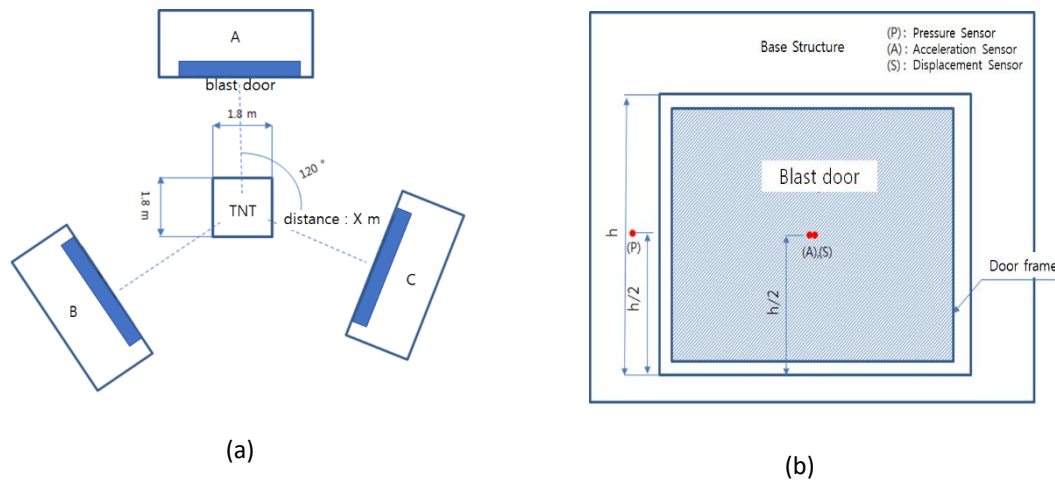 A
blast door
1.8 m
120 °
1.8 m
TNT
distance : X m
B
C
(a)
Base Structure
(P) : Pressure Sensor
(A) : Acceleration Sensor
(S) : Displacement Sensor
Blast door
h
(P)
(A),(S)
h/2
h/2
Door frame
(b)